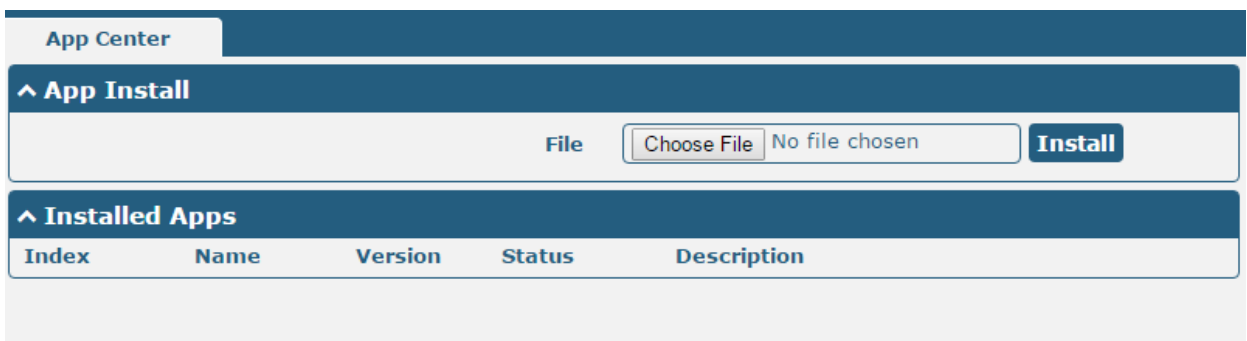 App Center
App Install
File Choose File No file chosen Install
Installed Apps
Index Name Version Status Description